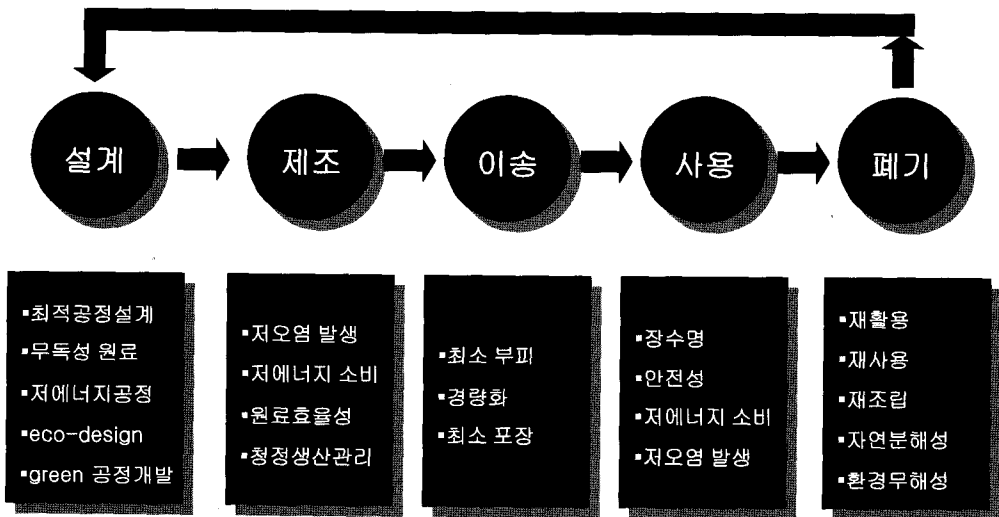 설계
제조
이송
사용
폐기
▪최적공정설계
▪무독성 원료
▪저에너지공정
▪eco-design
▪green 공정개발
▪저오염 발생
▪저에너지 소비
▪원료효율성
▪청정생산관리
▪최소 부피
▪경량화
▪최소 포장
▪장수명
▪안전성
▪저에너지 소비
▪저오염 발생
▪재활용
▪재사용
▪재조립
▪자연분해성
▪환경무해성